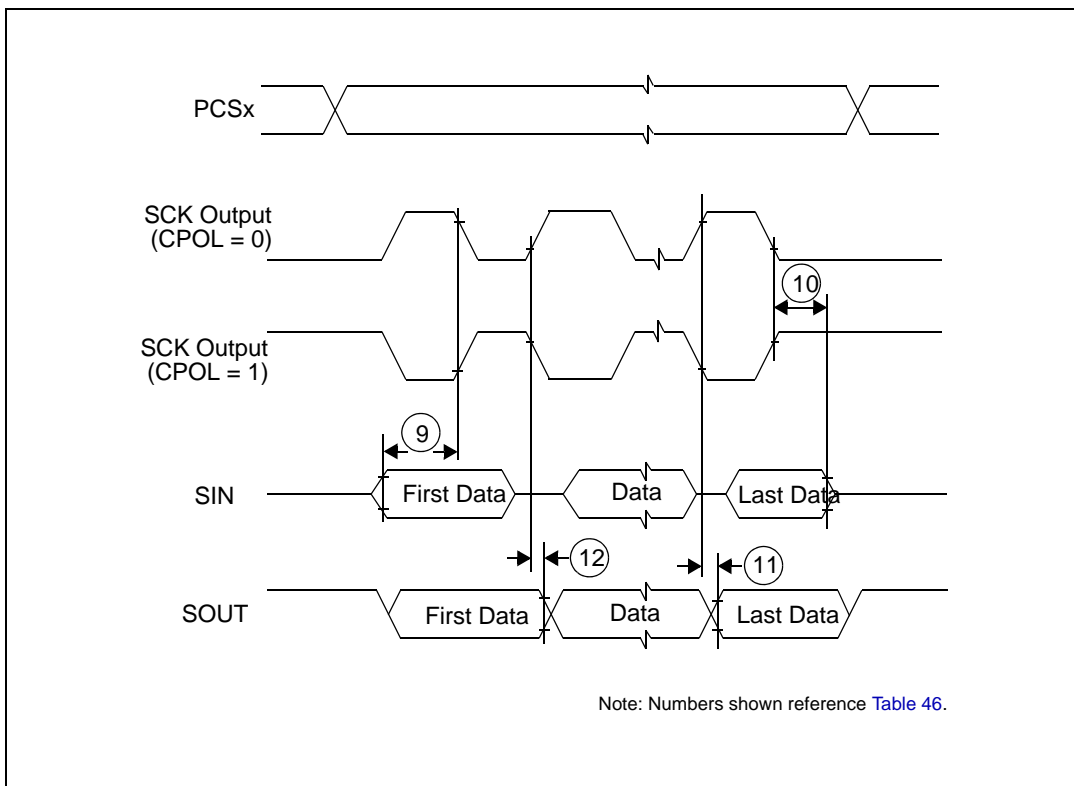 PCSx
SCK Output
(CPOL = 0)
10
SCK Output
(CPOL = 1)
9
SIN
First Data
Data
Last Data
12
11
SOUT
First Data
Data
Last Data
Note: Numbers shown reference Table 46.